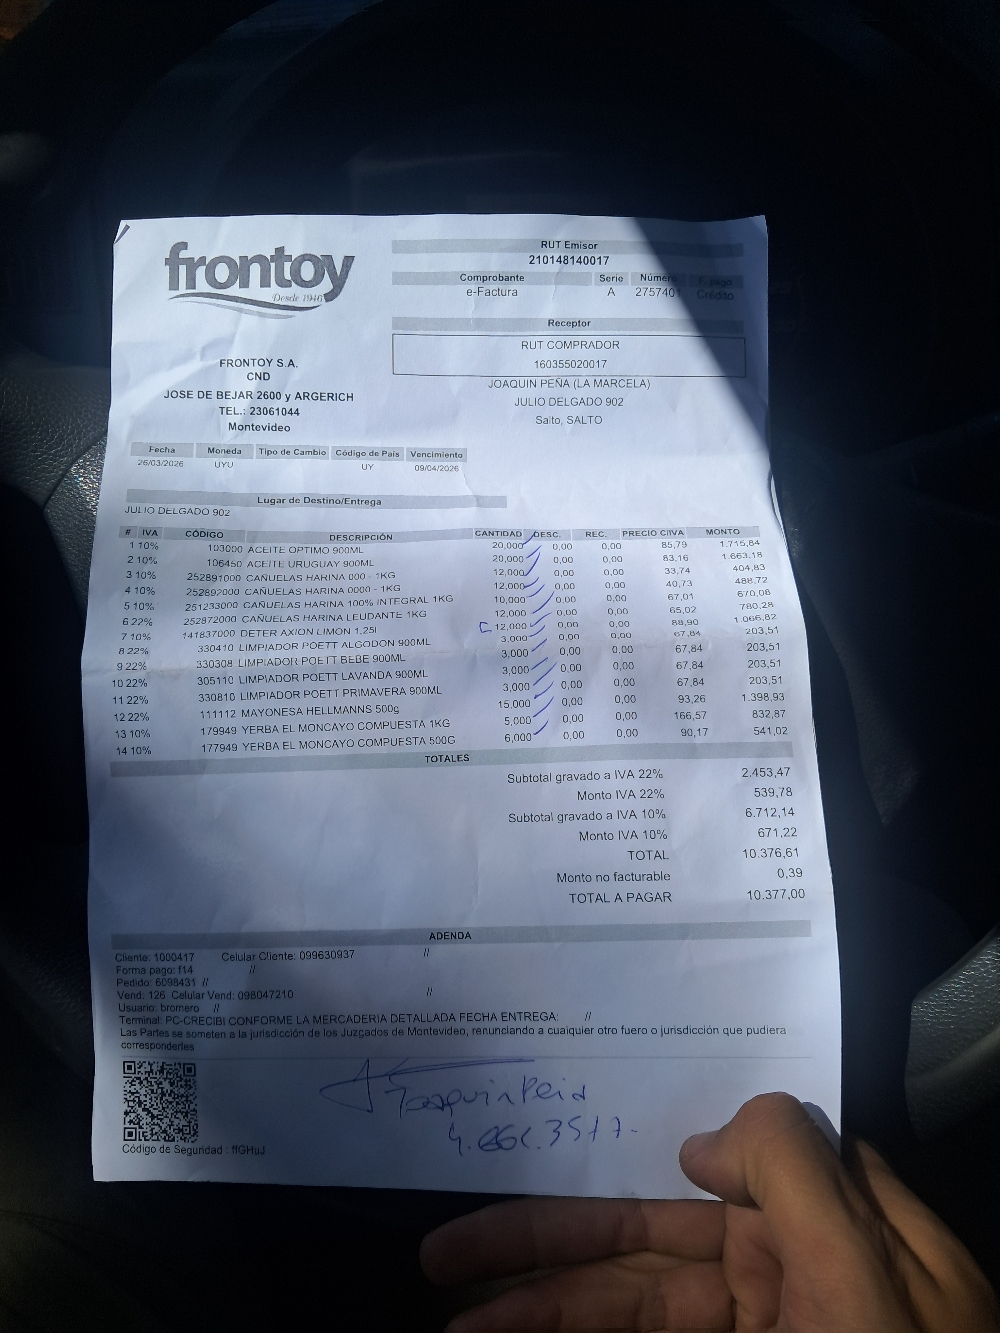 frontoy
Desde 1946
RUT Emisor
210148140017
Comprobante Serie Número F. pago
e-Factura A 2757401 Crédito
Receptor
RUT COMPRADOR
160355020017
JOAQUIN PEÑA (LA MARCELA)
JULIO DELGADO 902
Salto, SALTO
FRONTOY S.A.
CND
JOSE DE BEJAR 2600 y ARGERICH
TEL.: 23061044
Montevideo
Fecha Moneda Tipo de Cambio Código de País Vencimiento
26/03/2026 UYU UY 09/04/2026
Lugar de Destino/Entrega
JULIO DELGADO 902
# IVA CÓDIGO DESCRIPCIÓN CANTIDAD DESC. REC. PRECIO C/IVA MONTO
1 10% 103000 ACEITE OPTIMO 900ML 20,000 0,00 0,00 85,79 1.715,84
2 10% 106450 ACEITE URUGUAY 900ML 20,000 0,00 0,00 83,16 1.663,18
3 10% 252891000 CAÑUELAS HARINA 000 - 1KG 12,000 0,00 0,00 33,74 404,83
4 10% 252892000 CAÑUELAS HARINA 0000 - 1KG 12,000 0,00 0,00 40,73 488,72
5 10% 251233000 CAÑUELAS HARINA 100% INTEGRAL 1KG 10,000 0,00 0,00 67,01 670,08
6 22% 252872000 CAÑUELAS HARINA LEUDANTE 1KG 12,000 0,00 0,00 65,02 780,28
7 10% 141837000 DETER AXION LIMON 1,25l 12,000 0,00 0,00 88,90 1.066,82
8 22% 330410 LIMPIADOR POETT ALGODON 900ML 3,000 0,00 0,00 67,84 203,51
9 22% 330308 LIMPIADOR POETT BEBE 900ML 3,000 0,00 0,00 67,84 203,51
10 22% 305110 LIMPIADOR POETT LAVANDA 900ML 3,000 0,00 0,00 67,84 203,51
11 22% 330810 LIMPIADOR POETT PRIMAVERA 900ML 3,000 0,00 0,00 67,84 203,51
12 22% 111112 MAYONESA HELLMANNS 500g 15,000 0,00 0,00 93,26 1.398,93
13 10% 179949 YERBA EL MONCAYO COMPUESTA 1KG 5,000 0,00 0,00 166,57 832,87
14 10% 177949 YERBA EL MONCAYO COMPUESTA 500G 6,000 0,00 0,00 90,17 541,02
TOTALES
Subtotal gravado a IVA 22% 2.453,47
Monto IVA 22% 539,78
Subtotal gravado a IVA 10% 6.712,14
Monto IVA 10% 671,22
TOTAL 10.376,61
Monto no facturable 0,39
TOTAL A PAGAR 10.377,00
ADENDA
Cliente: 1000417 Celular Cliente: 099630937 //
Forma pago: f14 //
Pedido: 6098431 //
Vend: 126 Celular Vend: 098047210 //
Usuario: bromero //
Terminal: PC-CRECIBI CONFORME LA MERCADERIA DETALLADA FECHA ENTREGA: //
Las Partes se someten a la jurisdicción de los Juzgados de Montevideo, renunciando a cualquier otro fuero o jurisdicción que pudiera
corresponderles
Código de Seguridad : ffGHuJ